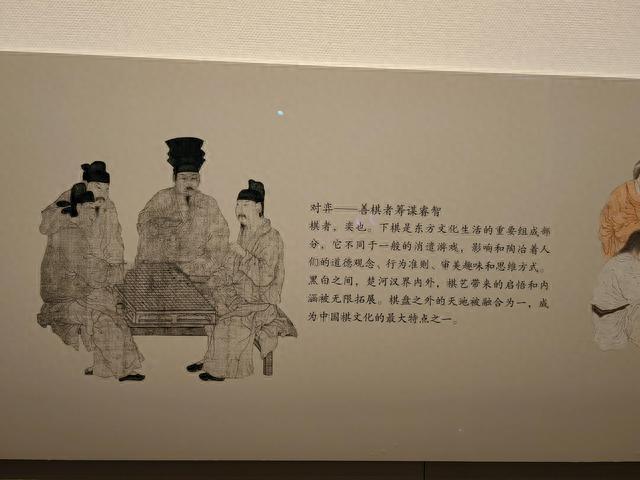 对弈——善棋者筹谋睿智
棋者，奕也。下棋是东方文化生活的重要组成部
分，它不同于一般的消遣游戏，影响和陶冶着人
们的道德观念、行为准则、审美趣味和思维方式。
黑白之间，楚河汉界内外，棋艺带来的启悟和内
涵被无限拓展。棋盘之外的天地被融合为一，成
为中国棋文化的最大特点之一。